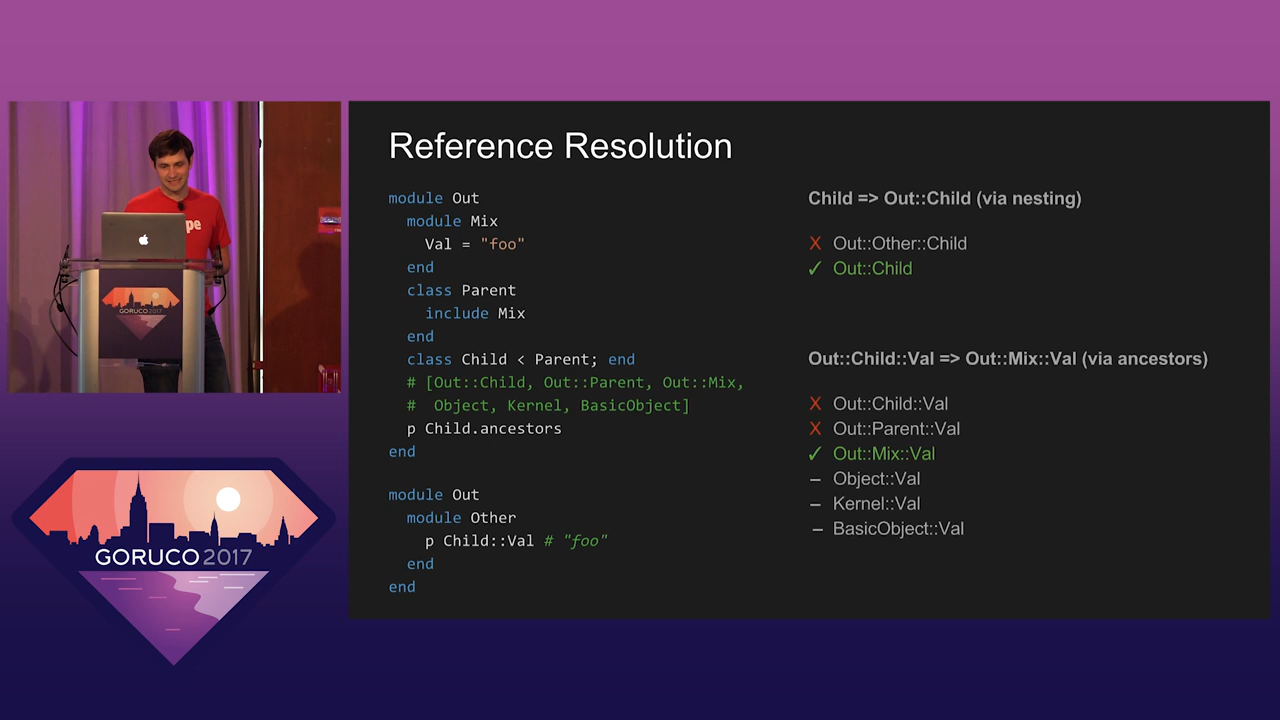 Reference Resolution
module Out
module Mix
Val = "foo"
end
class Parent
include Mix
end
class Child < Parent; end
# [Out::Child, Out::Parent, Out::Mix,
# Object, Kernel, BasicObject]
p Child.ancestors
end
module Out
module Other
p Child::Val # "foo"
end
end
Child => Out::Child (via nesting)
X Out::Other::Child
✓ Out::Child
Out::Child::Val => Out::Mix::Val (via ancestors)
X Out::Child::Val
X Out::Parent::Val
✓ Out::Mix::Val
– Object::Val
– Kernel::Val
– BasicObject::Val
GORUCO 2017
GORUCO 2017